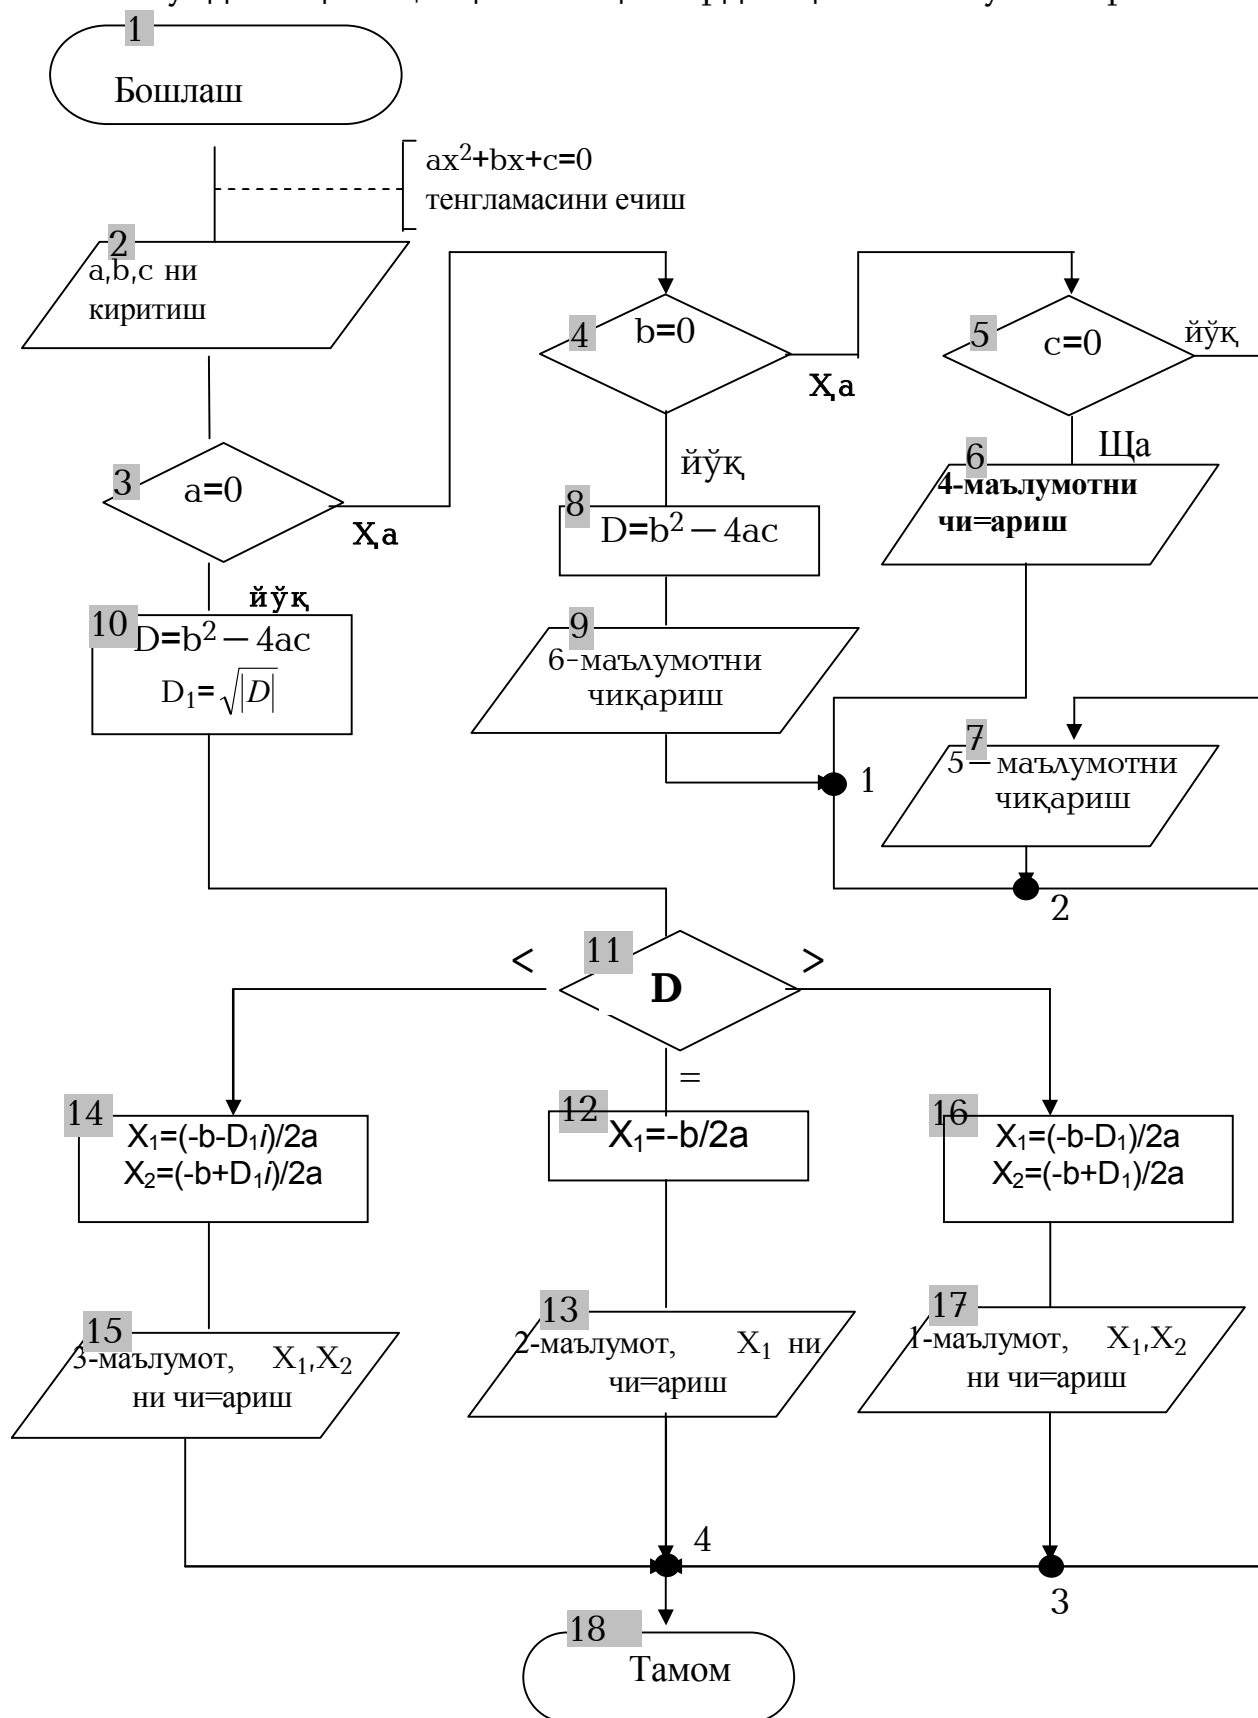 1
Бошлаш
ax²+bx+c=0
тенгламасини ечиш
2
a,b,c ни
киритиш
3
a=0
Ҳа
йўқ
4
b=0
Ҳа
йўқ
5
c=0
йўқ
Ща
6
4-маълумотни
чи=ариш
8
D=b² — 4ac
9
6-маълумотни
чиқариш
10
D=b² — 4ac
D₁=√|D|
7
5 — маълумотни
чиқариш
1
2
11
<
D
>
=
14
X₁=(-b-D₁i)/2a
X₂=(-b+D₁i)/2a
12
X₁=-b/2a
16
X₁=(-b-D₁)/2a
X₂=(-b+D₁)/2a
15
3-маълумот, X₁,X₂
ни чи=ариш
13
2-маълумот, X₁ ни
чи=ариш
17
1-маълумот, X₁,X₂
ни чи=ариш
4
3
18
Тамом